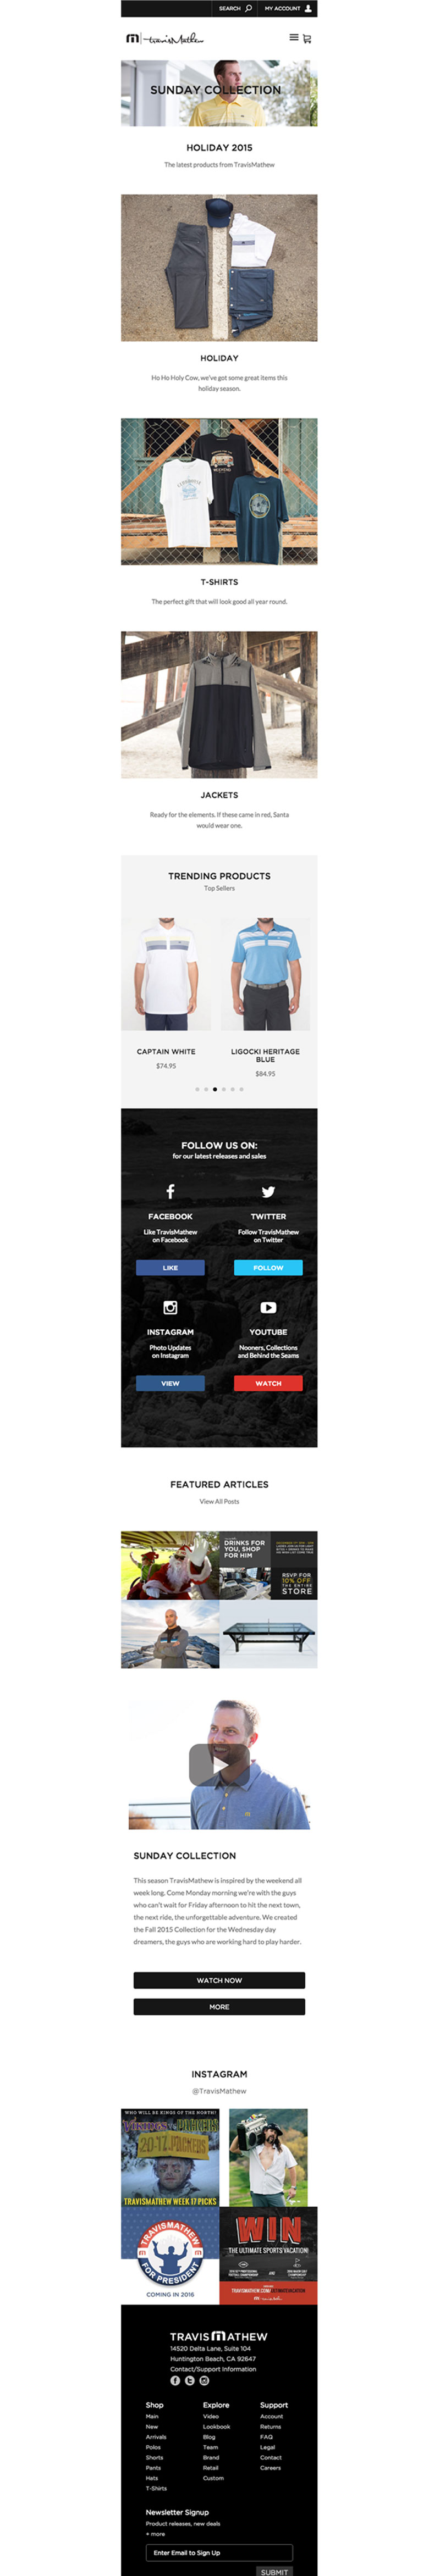 SEARCH MY ACCOUNT
travisMathew
SUNDAY COLLECTION
HOLIDAY 2015
The latest products from TravisMathew
HOLIDAY
Ho Ho Holy Cow, we've got some great items this
holiday season.
T-SHIRTS
The perfect gift that will look good all year round.
JACKETS
Ready for the elements. If these came in red, Santa
would wear one.
TRENDING PRODUCTS
Top Sellers
CAPTAIN WHITE
$74.95
LIGOCKI HERITAGE
BLUE
$84.95
FOLLOW US ON:
for our latest releases and sales
FACEBOOK
Like TravisMathew
on Facebook
LIKE
TWITTER
Follow TravisMathew
on Twitter
FOLLOW
INSTAGRAM
Photo Updates
on Instagram
VIEW
YOUTUBE
Nooners, Collections
and Behind the Seams
WATCH
FEATURED ARTICLES
View All Posts
DRINKS FOR
YOU, SHOP
FOR HIM
RSVP FOR
10% OFF
THE ENTIRE
STORE
SUNDAY COLLECTION
This season TravisMathew is inspired by the weekend all
week long. Come Monday morning we're with the guys
who can't wait for Friday afternoon to hit the next town,
the next ride, the unforgettable adventure. We created
the Fall 2015 Collection for the Wednesday day
dreamers, the guys who are working hard to play harder.
WATCH NOW
MORE
INSTAGRAM
@TravisMathew
WHO WILL BE KINGS OF THE NORTH?
VIKINGS vs PACKERS
20-17, PACKERS
TRAVISMATHEW WEEK 17 PICKS
TRAVISMATHEW
FOR PRESIDENT
COMING IN 2016
WIN
THE ULTIMATE SPORTS VACATION!
TRAVISMATHEW
14520 Delta Lane, Suite 104
Huntington Beach, CA 92647
Contact/Support Information
Shop
Main
New
Arrivals
Polos
Shorts
Pants
Hats
T-Shirts
Explore
Video
Lookbook
Blog
Team
Brand
Retail
Custom
Support
Account
Returns
FAQ
Legal
Contact
Careers
Newsletter Signup
Product releases, new deals
+ more
Enter Email to Sign Up
SUBMIT